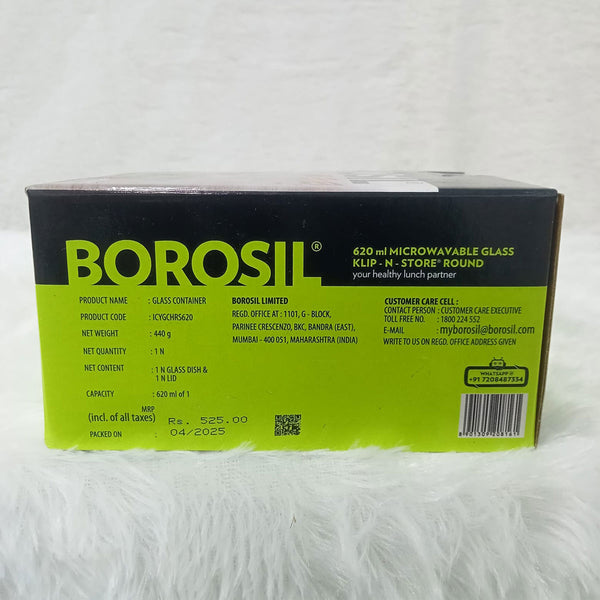 BOROSIL®
620 ml MICROWAVABLE GLASS
KLIP - N - STORE® ROUND
your healthy lunch partner
PRODUCT NAME : GLASS CONTAINER
PRODUCT CODE : ICYGCHRS620
NET WEIGHT : 440 g
NET QUANTITY : 1 N
NET CONTENT : 1 N GLASS DISH &
1 N LID
CAPACITY : 620 ml of 1
MRP
(incl. of all taxes) Rs. 525.00
PACKED ON : 04/2025
BOROSIL LIMITED
REGD. OFFICE AT : 1101, G - BLOCK,
PARINEE CRESCENZO, BKC, BANDRA (EAST),
MUMBAI - 400 051, MAHARASHTRA (INDIA)
CUSTOMER CARE CELL :
CONTACT PERSON : CUSTOMER CARE EXECUTIVE
TOLL FREE NO. : 1800 224 552
E-MAIL : myborosil@borosil.com
WRITE TO US ON REGD. OFFICE ADDRESS GIVEN
WHATSAPP @
+91 7208487334
8 901309 208161